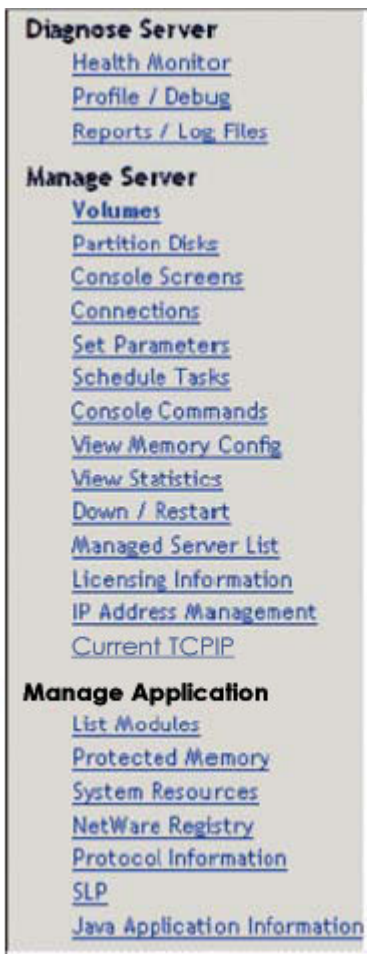 Diagnose Server
Health Monitor
Profile / Debug
Reports / Log Files
Manage Server
Volumes
Partition Disks
Console Screens
Connections
Set Parameters
Schedule Tasks
Console Commands
View Memory Config
View Statistics
Down / Restart
Managed Server List
Licensing Information
IP Address Management
Current TCPIP
Manage Application
List Modules
Protected Memory
System Resources
NetWare Registry
Protocol Information
SLP
Java Application Information